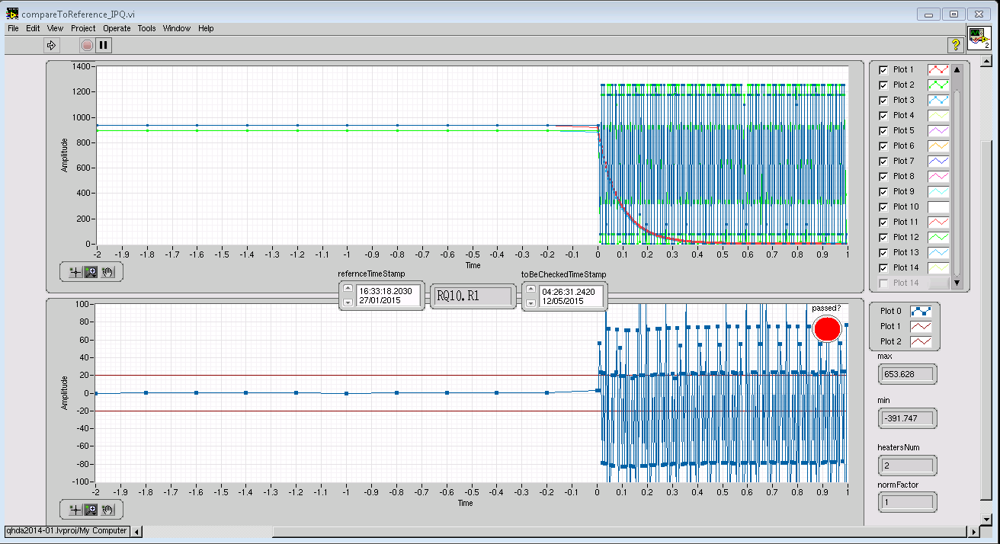 compareToReference_IPQ.vi
File Edit View Project Operate Tools Window Help
?
2
1400
1200
1000
800
600
400
200
0
Amplitude
-2 -1.9 -1.8 -1.7 -1.6 -1.5 -1.4 -1.3 -1.2 -1.1 -1 -0.9 -0.8 -0.7 -0.6 -0.5 -0.4 -0.3 -0.2 -0.1 0 0.1 0.2 0.3 0.4 0.5 0.6 0.7 0.8 0.9 1
Time
Plot 1
Plot 2
Plot 3
Plot 4
Plot 5
Plot 6
Plot 7
Plot 8
Plot 9
Plot 10
Plot 11
Plot 12
Plot 13
Plot 14
Plot 14
refernceTimeStamp
16:33:18.2030
27/01/2015
RQ10.R1
toBeCheckedTimeStamp
04:26:31.2420
12/05/2015
100
80
60
40
20
0
-20
-40
-60
-80
-100
Amplitude
-2 -1.9 -1.8 -1.7 -1.6 -1.5 -1.4 -1.3 -1.2 -1.1 -1 -0.9 -0.8 -0.7 -0.6 -0.5 -0.4 -0.3 -0.2 -0.1 0 0.1 0.2 0.3 0.4 0.5 0.6 0.7 0.8 0.9 1
Time
passed?
Plot 0
Plot 1
Plot 2
max
653.628
min
-391.747
heatersNum
2
normFactor
1
qhda2014-01.lvproj/My Computer